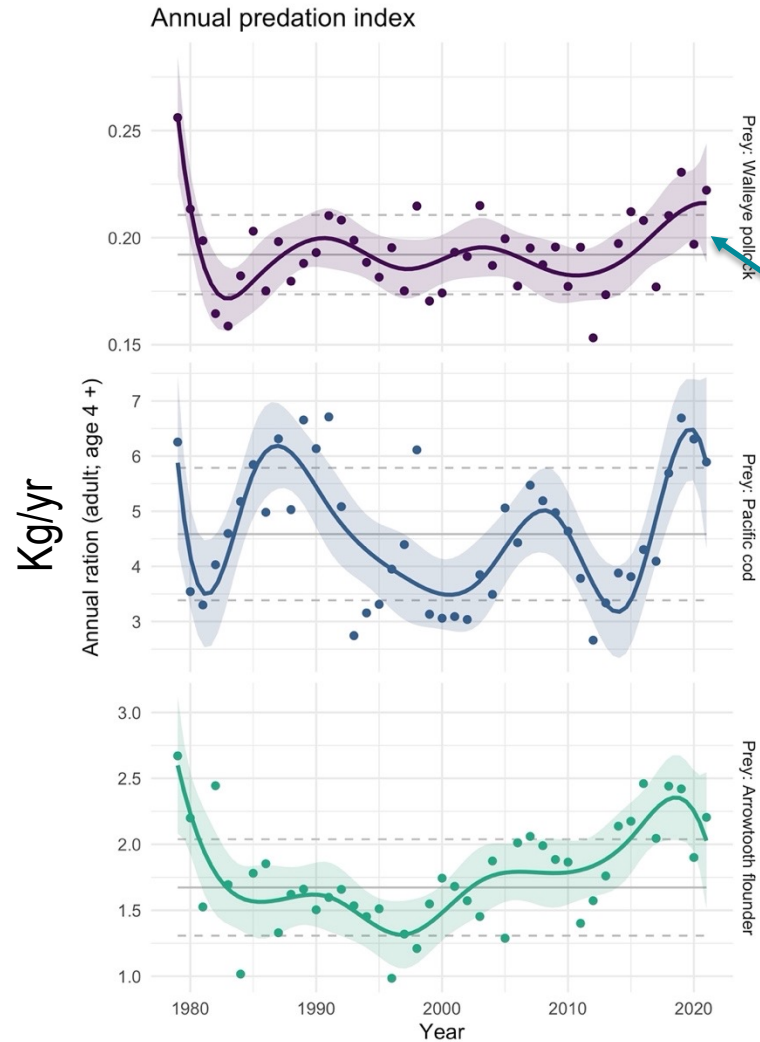 Annual predation index
Kg/yr
Annual ration (adult; age 4 +)
0.25
0.20
0.15
Prey: Walleye pollock
7
6
5
4
3
Prey: Pacific cod
3.0
2.5
2.0
1.5
1.0
Prey: Arrowtooth flounder
1980 1990 2000 2010 2020
Year